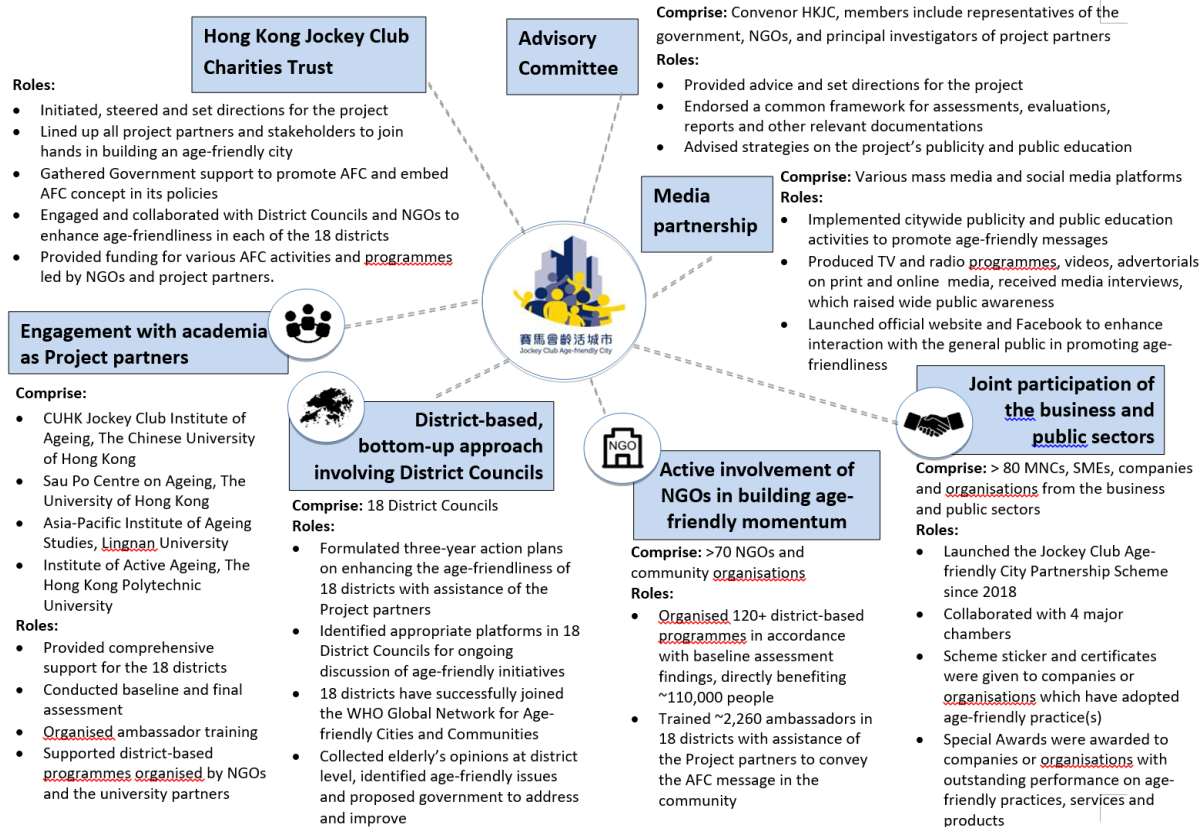 Hong Kong Jockey Club
Charities Trust
Roles:
• Initiated, steered and set directions for the project
• Lined up all project partners and stakeholders to join
hands in building an age-friendly city
• Gathered Government support to promote AFC and embed
AFC concept in its policies
• Engaged and collaborated with District Councils and NGOs to
enhance age-friendliness in each of the 18 districts
• Provided funding for various AFC activities and programmes
led by NGOs and project partners.
Advisory
Committee
Comprise: Convenor HKJC, members include representatives of the
government, NGOs, and principal investigators of project partners
Roles:
• Provided advice and set directions for the project
• Endorsed a common framework for assessments, evaluations,
reports and other relevant documentations
• Advised strategies on the project's publicity and public education
Media
partnership
Comprise: Various mass media and social media platforms
Roles:
• Implemented citywide publicity and public education
activities to promote age-friendly messages
• Produced TV and radio programmes, videos, advertorials
on print and online media, received media interviews,
which raised wide public awareness
• Launched official website and Facebook to enhance
interaction with the general public in promoting age-
friendliness
賽馬會齡活城市
Jockey Club Age-friendly City
Engagement with academia
as Project partners
Comprise:
• CUHK Jockey Club Institute of
Ageing, The Chinese University
of Hong Kong
• Sau Po Centre on Ageing, The
University of Hong Kong
• Asia-Pacific Institute of Ageing
Studies, Lingnan University
• Institute of Active Ageing, The
Hong Kong Polytechnic
University
Roles:
• Provided comprehensive
support for the 18 districts
• Conducted baseline and final
assessment
• Organised ambassador training
• Supported district-based
programmes organised by NGOs
and the university partners
District-based,
bottom-up approach
involving District Councils
Comprise: 18 District Councils
Roles:
• Formulated three-year action plans
on enhancing the age-friendliness of
18 districts with assistance of the
Project partners
• Identified appropriate platforms in 18
District Councils for ongoing
discussion of age-friendly initiatives
• 18 districts have successfully joined
the WHO Global Network for Age-
friendly Cities and Communities
• Collected elderly's opinions at district
level, identified age-friendly issues
and proposed government to address
and improve
NGO
Active involvement of
NGOs in building age-
friendly momentum
Comprise: >70 NGOs and
community organisations
Roles:
• Organised 120+ district-based
programmes in accordance
with baseline assessment
findings, directly benefiting
~110,000 people
• Trained ~2,260 ambassadors in
18 districts with assistance of
the Project partners to convey
the AFC message in the
community
Joint participation of
the business and
public sectors
Comprise: > 80 MNCs, SMEs, companies
and organisations from the business
and public sectors
Roles:
• Launched the Jockey Club Age-
friendly City Partnership Scheme
since 2018
• Collaborated with 4 major
chambers
• Scheme sticker and certificates
were given to companies or
organisations which have adopted
age-friendly practice(s)
• Special Awards were awarded to
companies or organisations with
outstanding performance on age-
friendly practices, services and
products